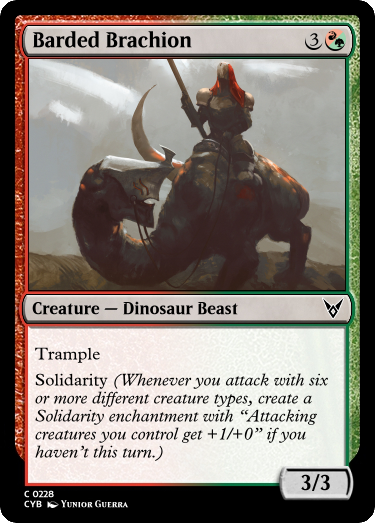 Barded Brachion 3
Creature — Dinosaur Beast
Trample
Solidarity (Whenever you attack with six
or more different creature types, create a
Solidarity enchantment with “Attacking
creatures you control get +1/+0” if you
haven’t this turn.)
3/3
C 0228
CYB Yunior Guerra